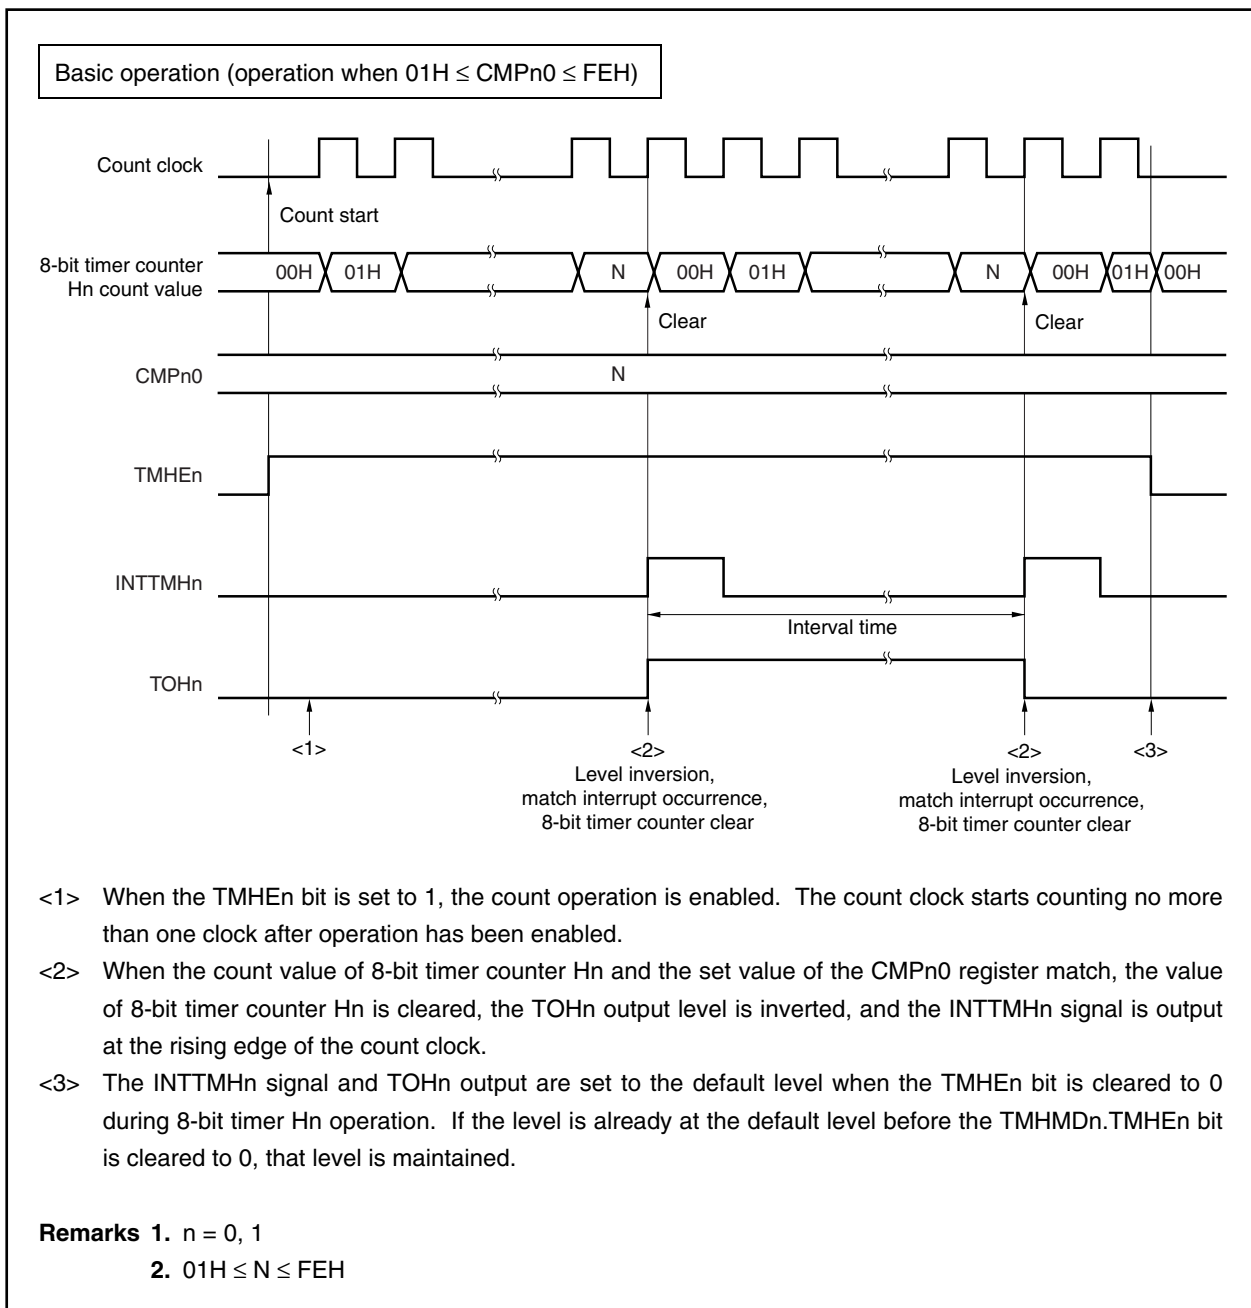 Basic operation (operation when 01H ≤ CMPn0 ≤ FEH)
Count clock
Count start
8-bit timer counter
Hn count value
00H 01H N 00H 01H N 00H 01H 00H
Clear Clear
CMPn0 N
TMHEn
INTTMHn
Interval time
TOHn
<1> <2> <2> <3>
Level inversion,
match interrupt occurrence,
8-bit timer counter clear
Level inversion,
match interrupt occurrence,
8-bit timer counter clear
<1> When the TMHEn bit is set to 1, the count operation is enabled. The count clock starts counting no more
than one clock after operation has been enabled.
<2> When the count value of 8-bit timer counter Hn and the set value of the CMPn0 register match, the value
of 8-bit timer counter Hn is cleared, the TOHn output level is inverted, and the INTTMHn signal is output
at the rising edge of the count clock.
<3> The INTTMHn signal and TOHn output are set to the default level when the TMHEn bit is cleared to 0
during 8-bit timer Hn operation. If the level is already at the default level before the TMHMDn.TMHEn bit
is cleared to 0, that level is maintained.
Remarks 1. n = 0, 1
2. 01H ≤ N ≤ FEH